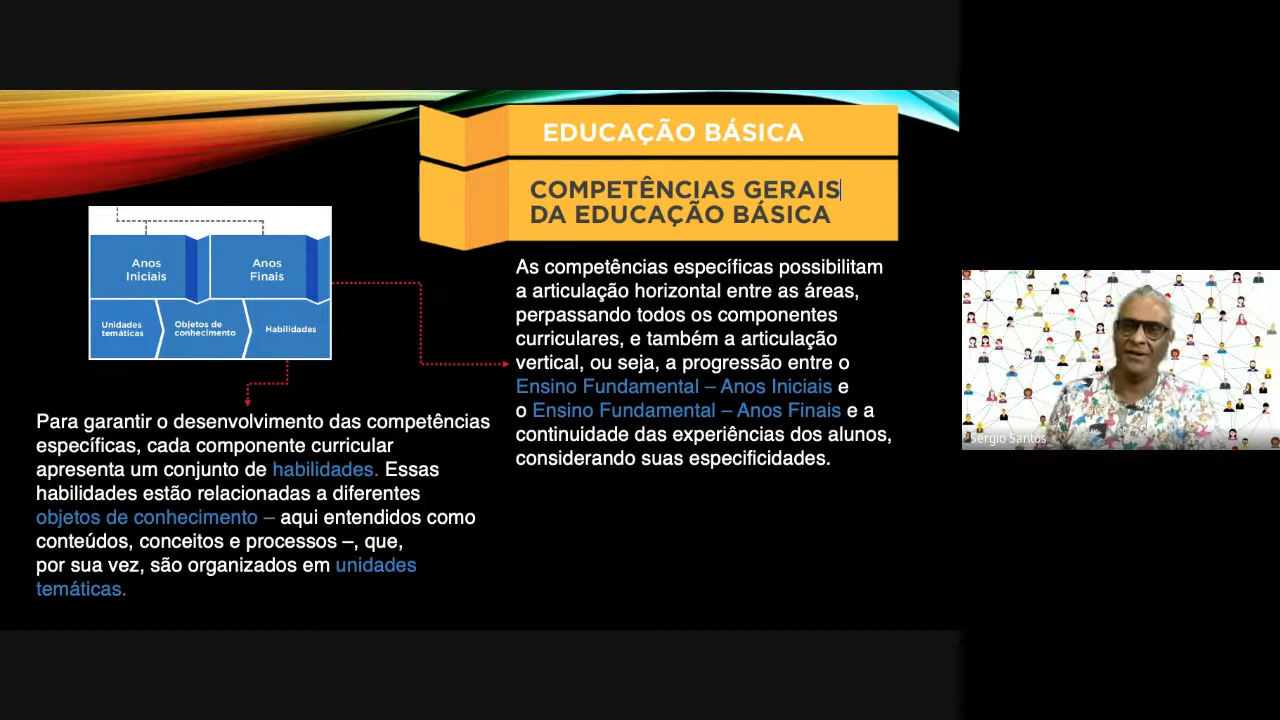 EDUCAÇÃO BÁSICA
COMPETÊNCIAS GERAIS
DA EDUCAÇÃO BÁSICA
Anos
Iniciais
Anos
Finais
Unidades
temáticas
Objetos de
conhecimento
Habilidades
As competências específicas possibilitam
a articulação horizontal entre as áreas,
perpassando todos os componentes
curriculares, e também a articulação
vertical, ou seja, a progressão entre o
Ensino Fundamental – Anos Iniciais e
o Ensino Fundamental – Anos Finais e a
continuidade das experiências dos alunos,
considerando suas especificidades.
Para garantir o desenvolvimento das competências
específicas, cada componente curricular
apresenta um conjunto de habilidades. Essas
habilidades estão relacionadas a diferentes
objetos de conhecimento – aqui entendidos como
conteúdos, conceitos e processos –, que,
por sua vez, são organizados em unidades
temáticas.
Sérgio Santos